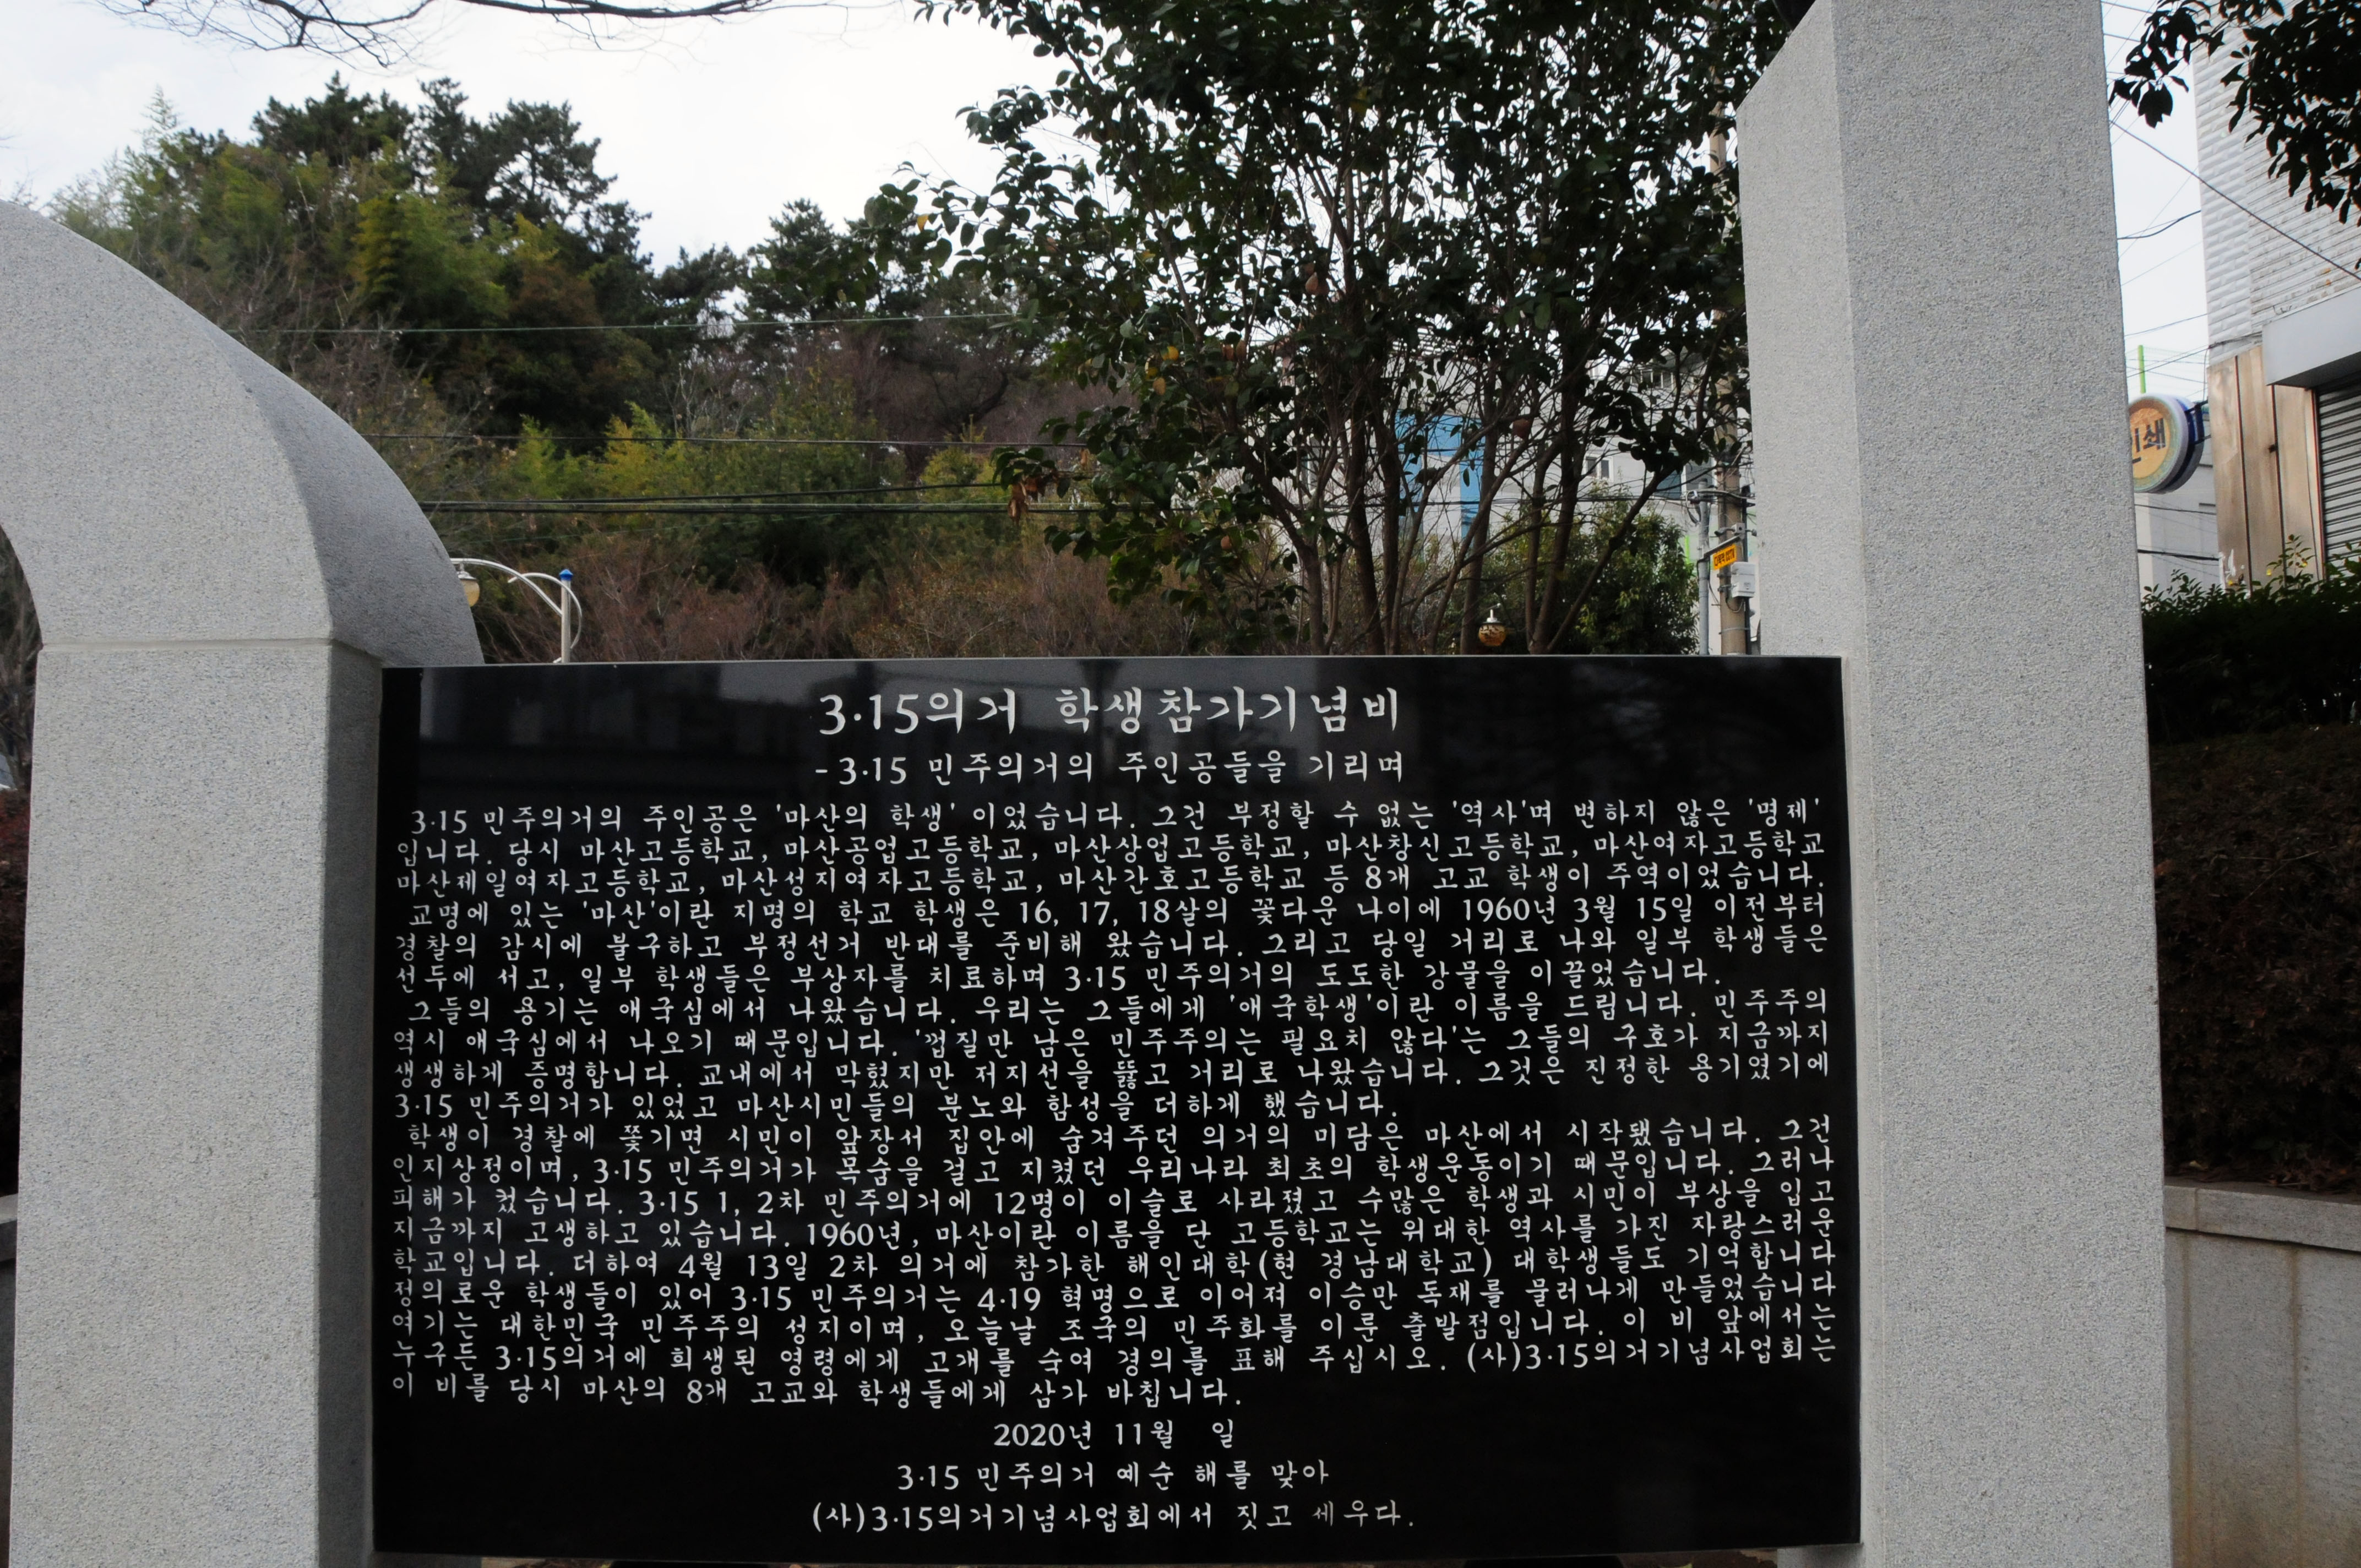 3·15의거 학생참가기념비
-3·15 민주의거의 주인공들을 기리며
3·15 민주의거의 주인공은 '마산의 학생' 이었습니다. 그건 부정할 수 없는 '역사'며 변하지 않은 '명제'
입니다. 당시 마산고등학교, 마산공업고등학교, 마산상업고등학교, 마산창신고등학교, 마산여자고등학교
마산제일여자고등학교, 마산성지여자고등학교, 마산간호고등학교 등 8개 고교 학생이 주역이었습니다.
교명에 있는 '마산'이란 지명의 학교 학생은 16, 17, 18살의 꽃다운 나이에 1960년 3월 15일 이전부터
경찰의 감시에 불구하고 부정선거 반대를 준비해 왔습니다. 그리고 당일 거리로 나와 일부 학생들은
선두에 서고, 일부 학생들은 부상자를 치료하며 3·15 민주의거의 도도한 강물을 이끌었습니다.
그들의 용기는 애국심에서 나왔습니다. 우리는 그들에게 '애국학생'이란 이름을 드립니다. 민주주의
역시 애국심에서 나오기 때문입니다. '껍질만 남은 민주주의는 필요치 않다'는 그들의 구호가 지금까지
생생하게 증명합니다. 교내에서 막혔지만 저지선을 뚫고 거리로 나왔습니다. 그것은 진정한 용기였기에
3·15 민주의거가 있었고 마산시민들의 분노와 함성을 더하게 했습니다.
학생이 경찰에 쫓기면 시민이 앞장서 집안에 숨겨주던 의거의 미담은 마산에서 시작됐습니다. 그건
인지상정이며, 3·15 민주의거가 목숨을 걸고 지켰던 우리나라 최초의 학생운동이기 때문입니다. 그러나
피해가 컸습니다. 3·15 1, 2차 민주의거에 12명이 이슬로 사라졌고 수많은 학생과 시민이 부상을 입고
지금까지 고생하고 있습니다. 1960년, 마산이란 이름을 단 고등학교는 위대한 역사를 가진 자랑스러운
학교입니다. 더하여 4월 13일 2차 의거에 참가한 해인대학(현 경남대학교) 대학생들도 기억합니다
정의로운 학생들이 있어 3·15 민주의거는 4·19 혁명으로 이어져 이승만 독재를 물러나게 만들었습니다
여기는 대한민국 민주주의 성지이며, 오늘날 조국의 민주화를 이룬 출발점입니다. 이 비 앞에서는
누구든 3·15의거에 희생된 영령에게 고개를 숙여 경의를 표해 주십시오. (사)3·15의거기념사업회는
이 비를 당시 마산의 8개 고교와 학생들에게 삼가 바칩니다.
2020년 11월 일
3·15 민주의거 예순 해를 맞아
(사)3·15의거기념사업회에서 짓고 세우다.
인쇄